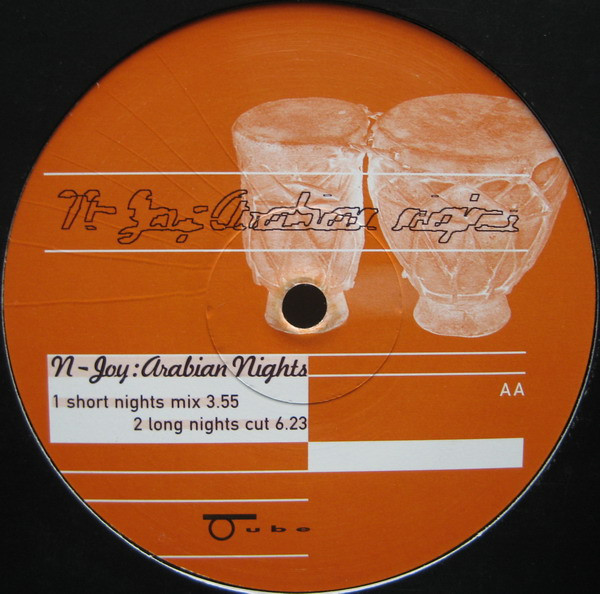 N-Joy: Arabian nights
N-Joy: Arabian Nights
1 short nights mix 3.55
2 long nights cut 6.23
AA
Qube